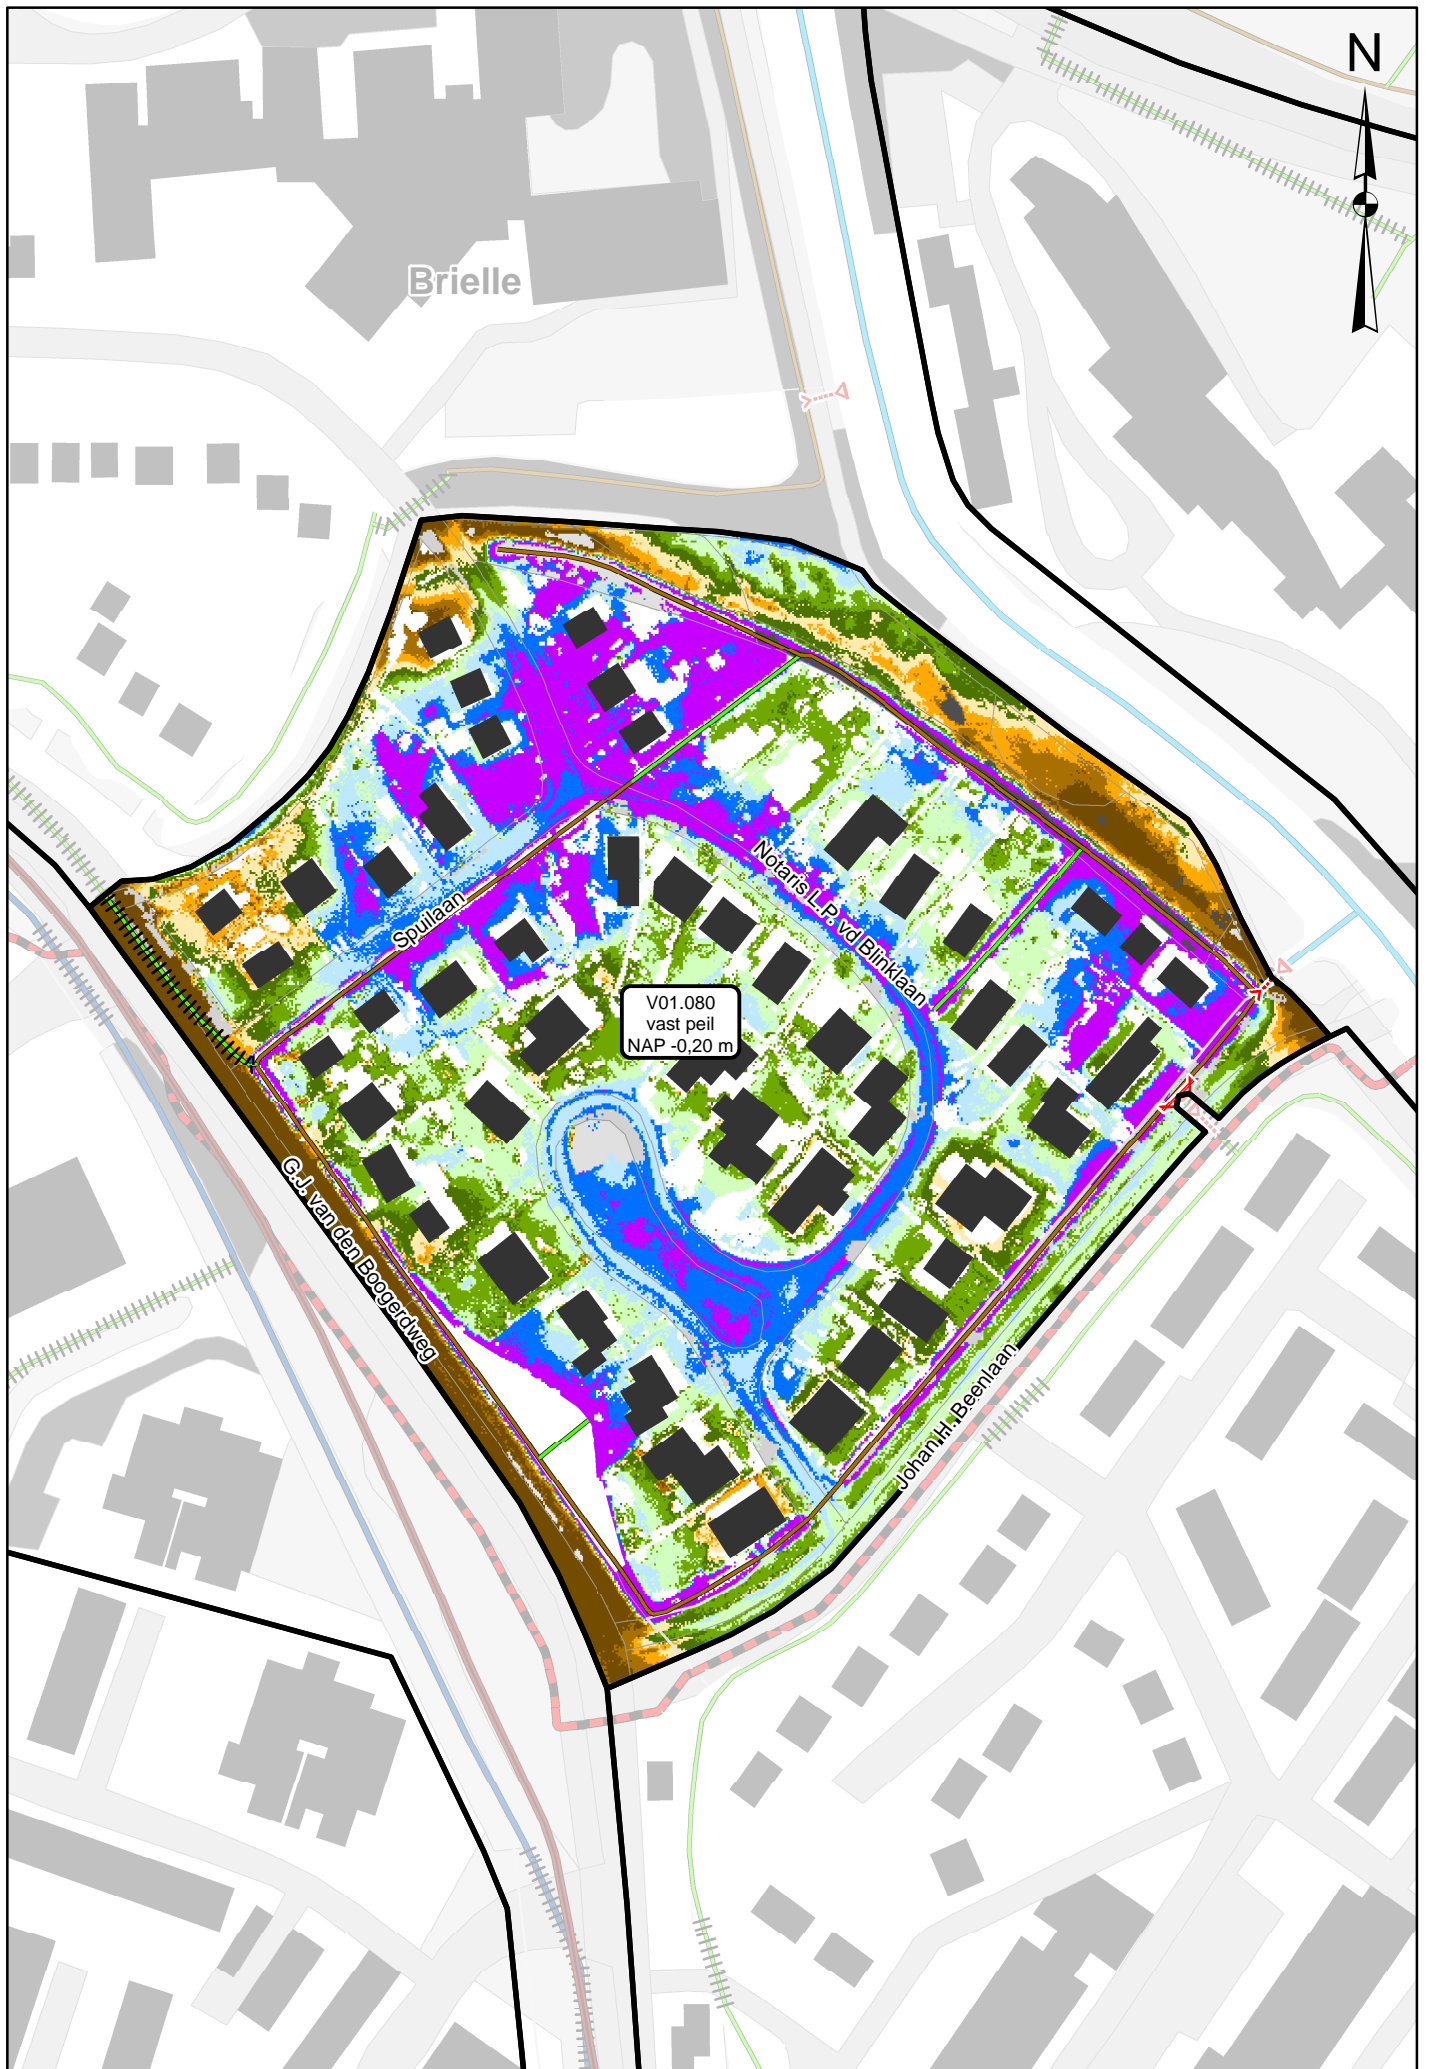 N
Brielle
Spuilaan
Notaris L.P. vd Blinklaan
V01.080
vast peil
NAP -0,20 m
G.J. van den Boogerdweg
Johan H. Beenlaan